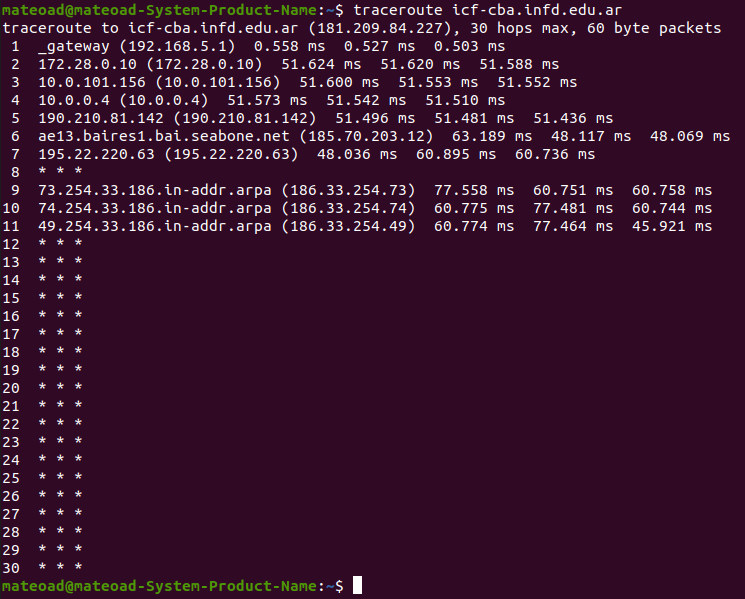 mateoad@mateoad-System-Product-Name:~$ traceroute icf-cba.infd.edu.ar
traceroute to icf-cba.infd.edu.ar (181.209.84.227), 30 hops max, 60 byte packets
 1  _gateway (192.168.5.1)  0.558 ms  0.527 ms  0.503 ms
 2  172.28.0.10 (172.28.0.10)  51.624 ms  51.620 ms  51.588 ms
 3  10.0.101.156 (10.0.101.156)  51.600 ms  51.553 ms  51.552 ms
 4  10.0.0.4 (10.0.0.4)  51.573 ms  51.542 ms  51.510 ms
 5  190.210.81.142 (190.210.81.142)  51.496 ms  51.481 ms  51.436 ms
 6  ae13.baires1.bai.seabone.net (185.70.203.12)  63.189 ms  48.117 ms  48.069 ms
 7  195.22.220.63 (195.22.220.63)  48.036 ms  60.895 ms  60.736 ms
 8  * * *
 9  73.254.33.186.in-addr.arpa (186.33.254.73)  77.558 ms  60.751 ms  60.758 ms
10  74.254.33.186.in-addr.arpa (186.33.254.74)  60.775 ms  77.481 ms  60.744 ms
11  49.254.33.186.in-addr.arpa (186.33.254.49)  60.774 ms  77.464 ms  45.921 ms
12  * * *
13  * * *
14  * * *
15  * * *
16  * * *
17  * * *
18  * * *
19  * * *
20  * * *
21  * * *
22  * * *
23  * * *
24  * * *
25  * * *
26  * * *
27  * * *
28  * * *
29  * * *
30  * * *
mateoad@mateoad-System-Product-Name:~$